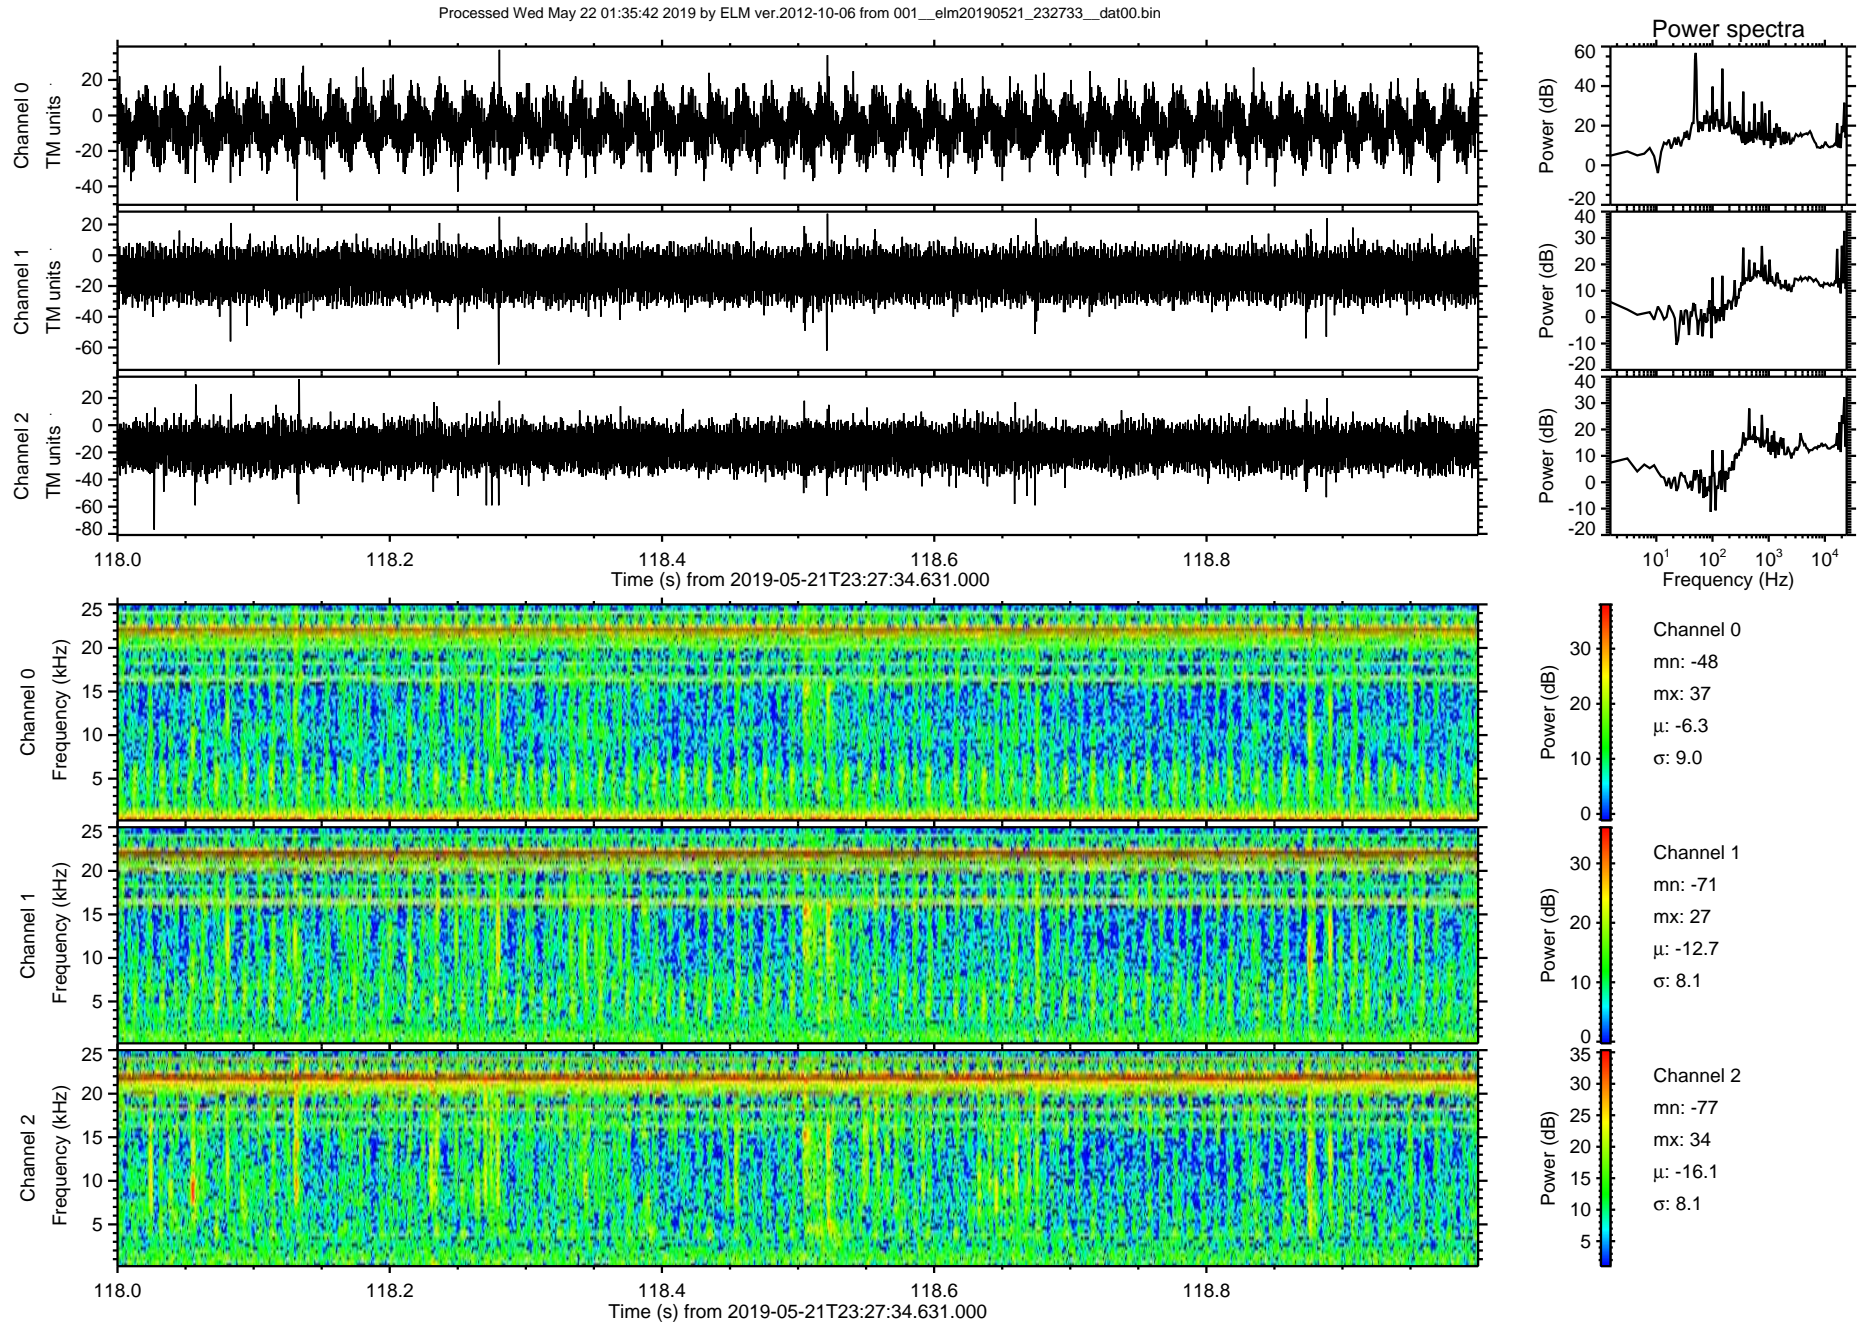 Processed Wed May 22 01:35:42 2019 by ELM ver.2012-10-06 from 001__elm20190521_232733__dat00.bin
Power spectra
Channel 0
TM units
20
0
-20
-40
Power (dB)
60
40
20
0
-20
Channel 1
TM units
20
0
-20
-40
-60
Power (dB)
40
30
20
10
0
-10
-20
Channel 2
TM units
20
0
-20
-40
-60
-80
Power (dB)
40
30
20
10
0
-10
-20
118.0 118.2 118.4 118.6 118.8
Time (s) from 2019-05-21T23:27:34.631.000
10^1 10^2 10^3 10^4
Frequency (Hz)
Channel 0
Frequency (kHz)
25
20
15
10
5
Power (dB)
30
20
10
0
Channel 0
mn: -48
mx: 37
μ: -6.3
σ: 9.0
Channel 1
Frequency (kHz)
25
20
15
10
5
Power (dB)
30
20
10
0
Channel 1
mn: -71
mx: 27
μ: -12.7
σ: 8.1
Channel 2
Frequency (kHz)
25
20
15
10
5
Power (dB)
35
30
25
20
15
10
5
Channel 2
mn: -77
mx: 34
μ: -16.1
σ: 8.1
118.0 118.2 118.4 118.6 118.8
Time (s) from 2019-05-21T23:27:34.631.000